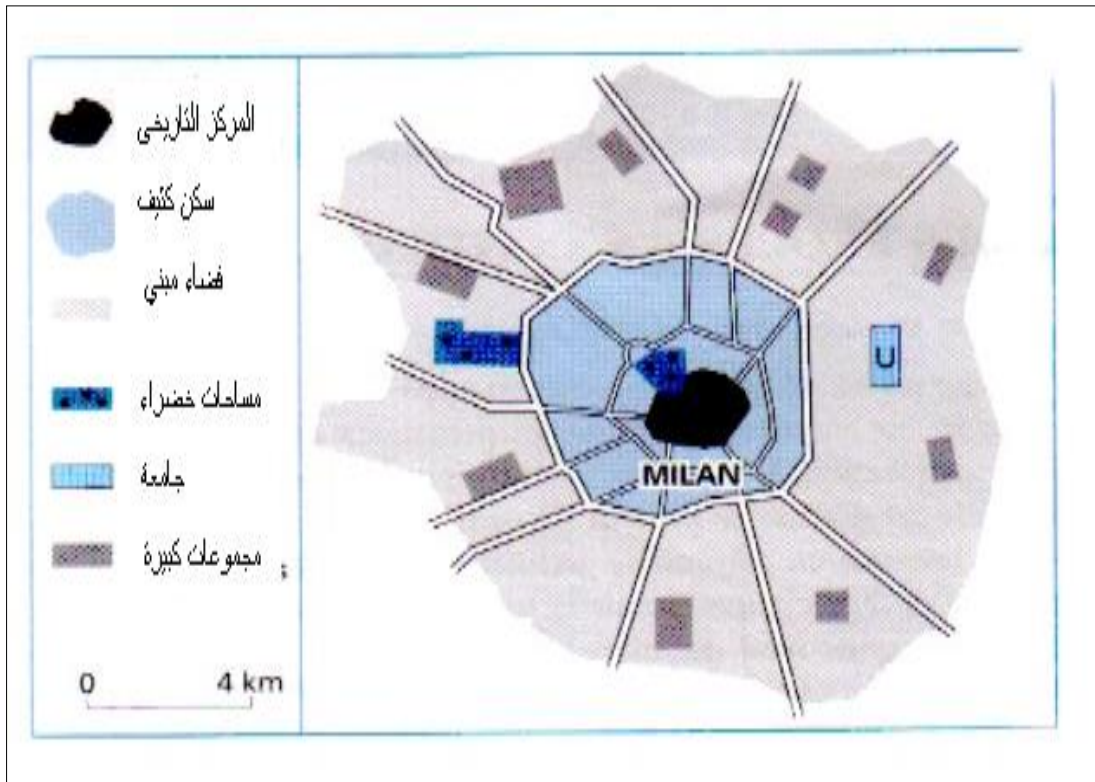 المركز التاريخي
سكن كثيف
فضاء مبني
مساحات خضراء
جامعة
مجموعات كبيرة
0 4 km
U
MILAN